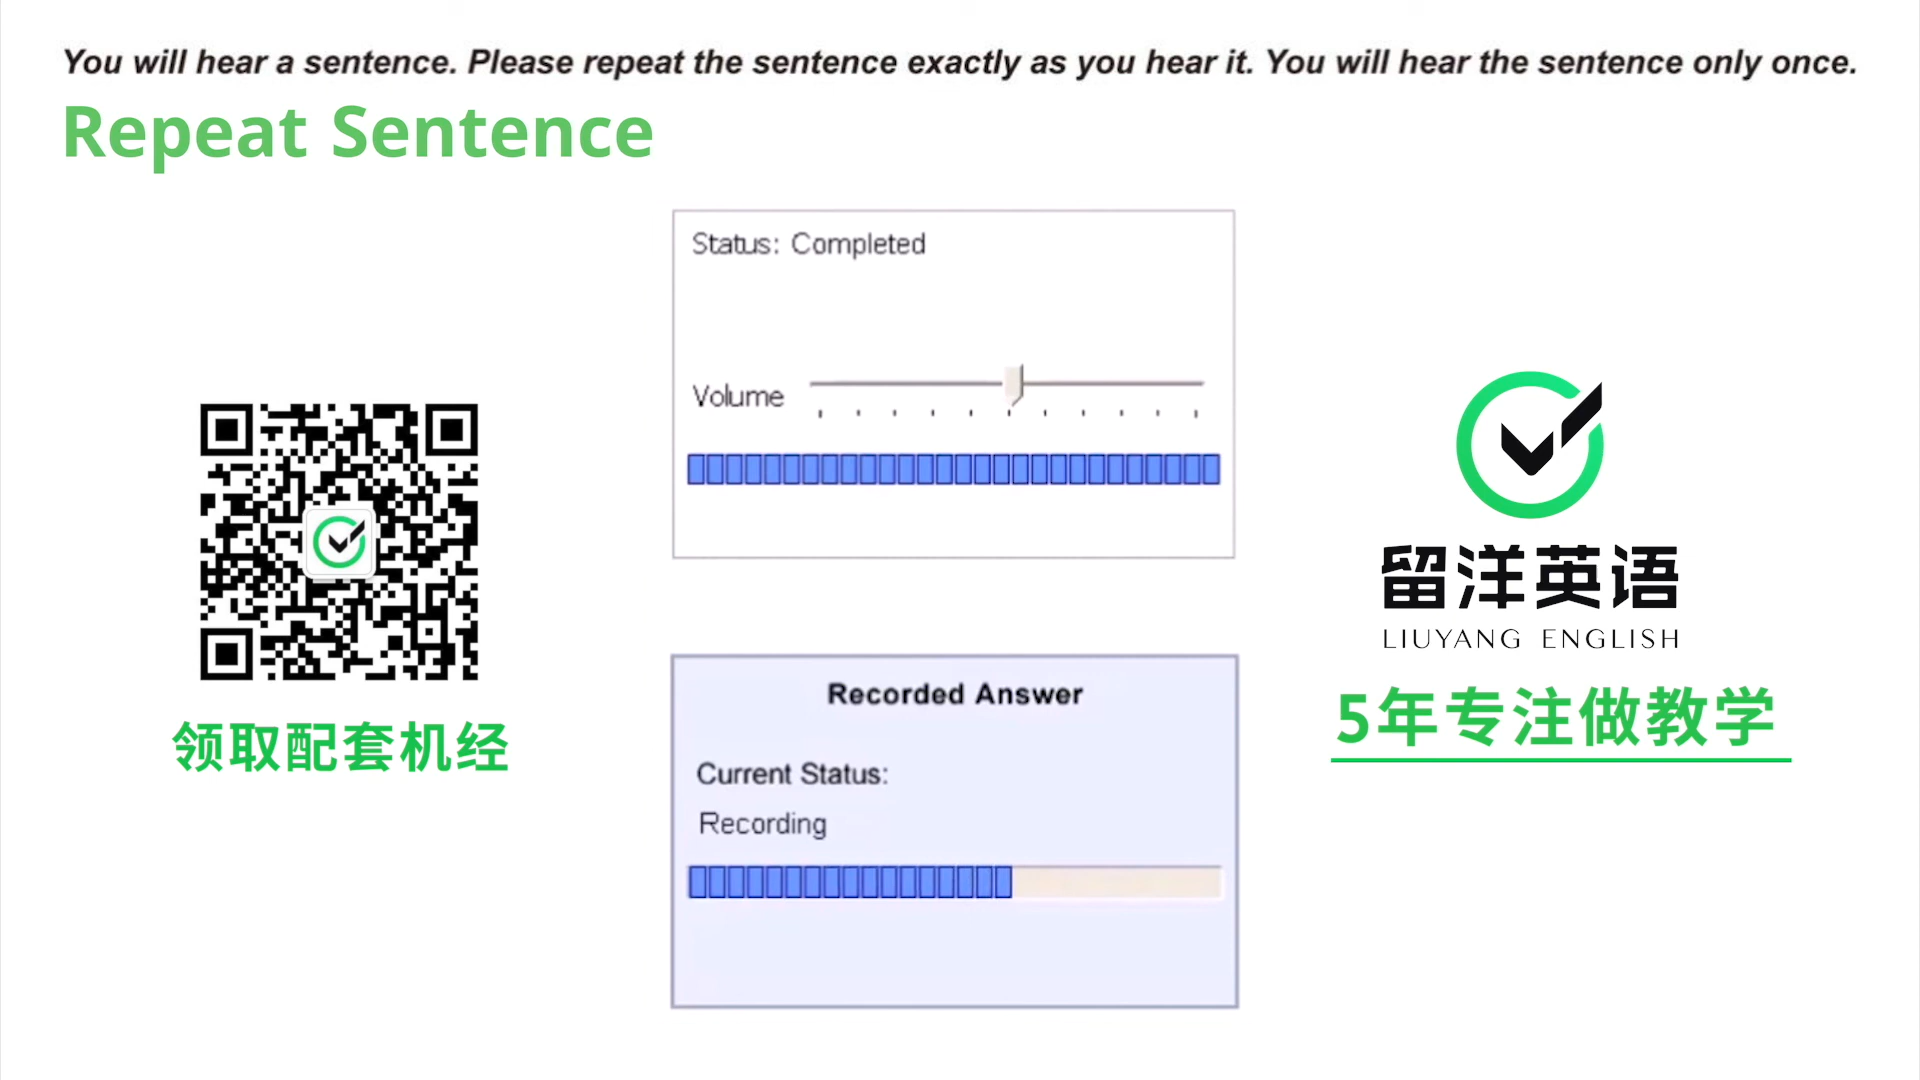 You will hear a sentence. Please repeat the sentence exactly as you hear it. You will hear the sentence only once.
Repeat Sentence
Status: Completed
Volume
领取配套机经
Recorded Answer
Current Status:
Recording
留洋英语
LIUYANG ENGLISH
5年专注做教学